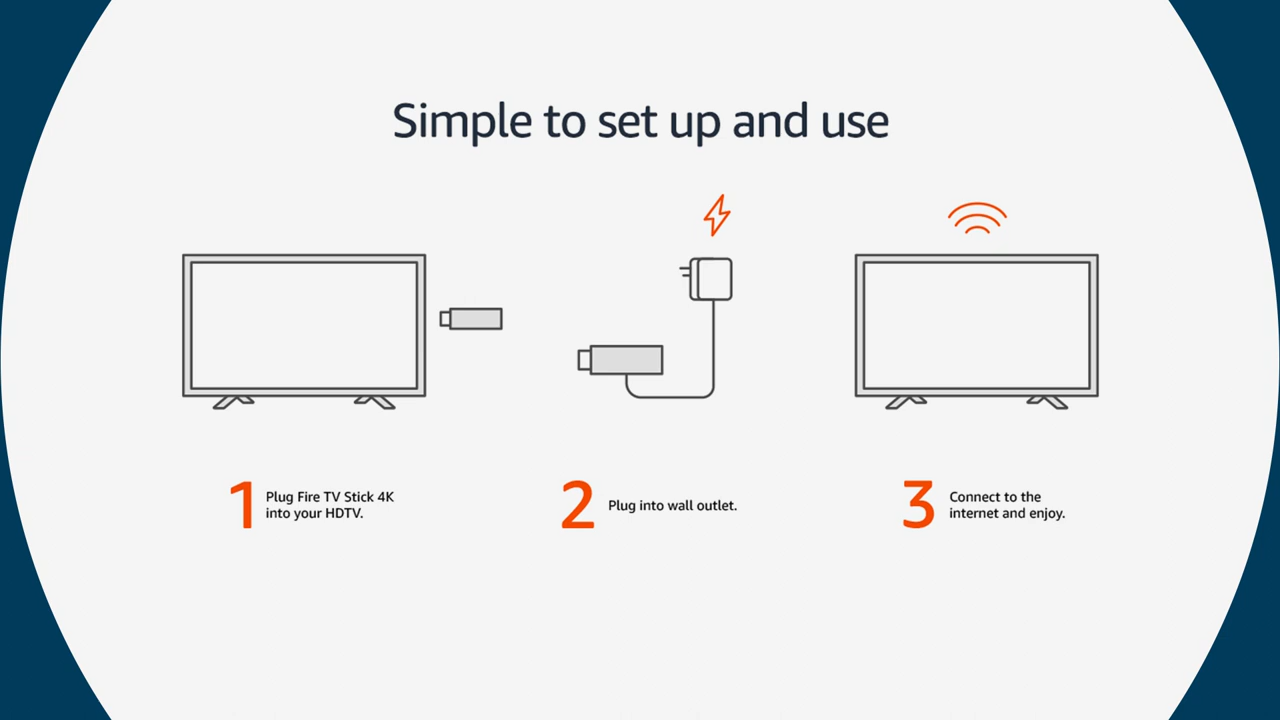 Simple to set up and use
1
Plug Fire TV Stick 4K
into your HDTV.
2
Plug into wall outlet.
3
Connect to the
internet and enjoy.